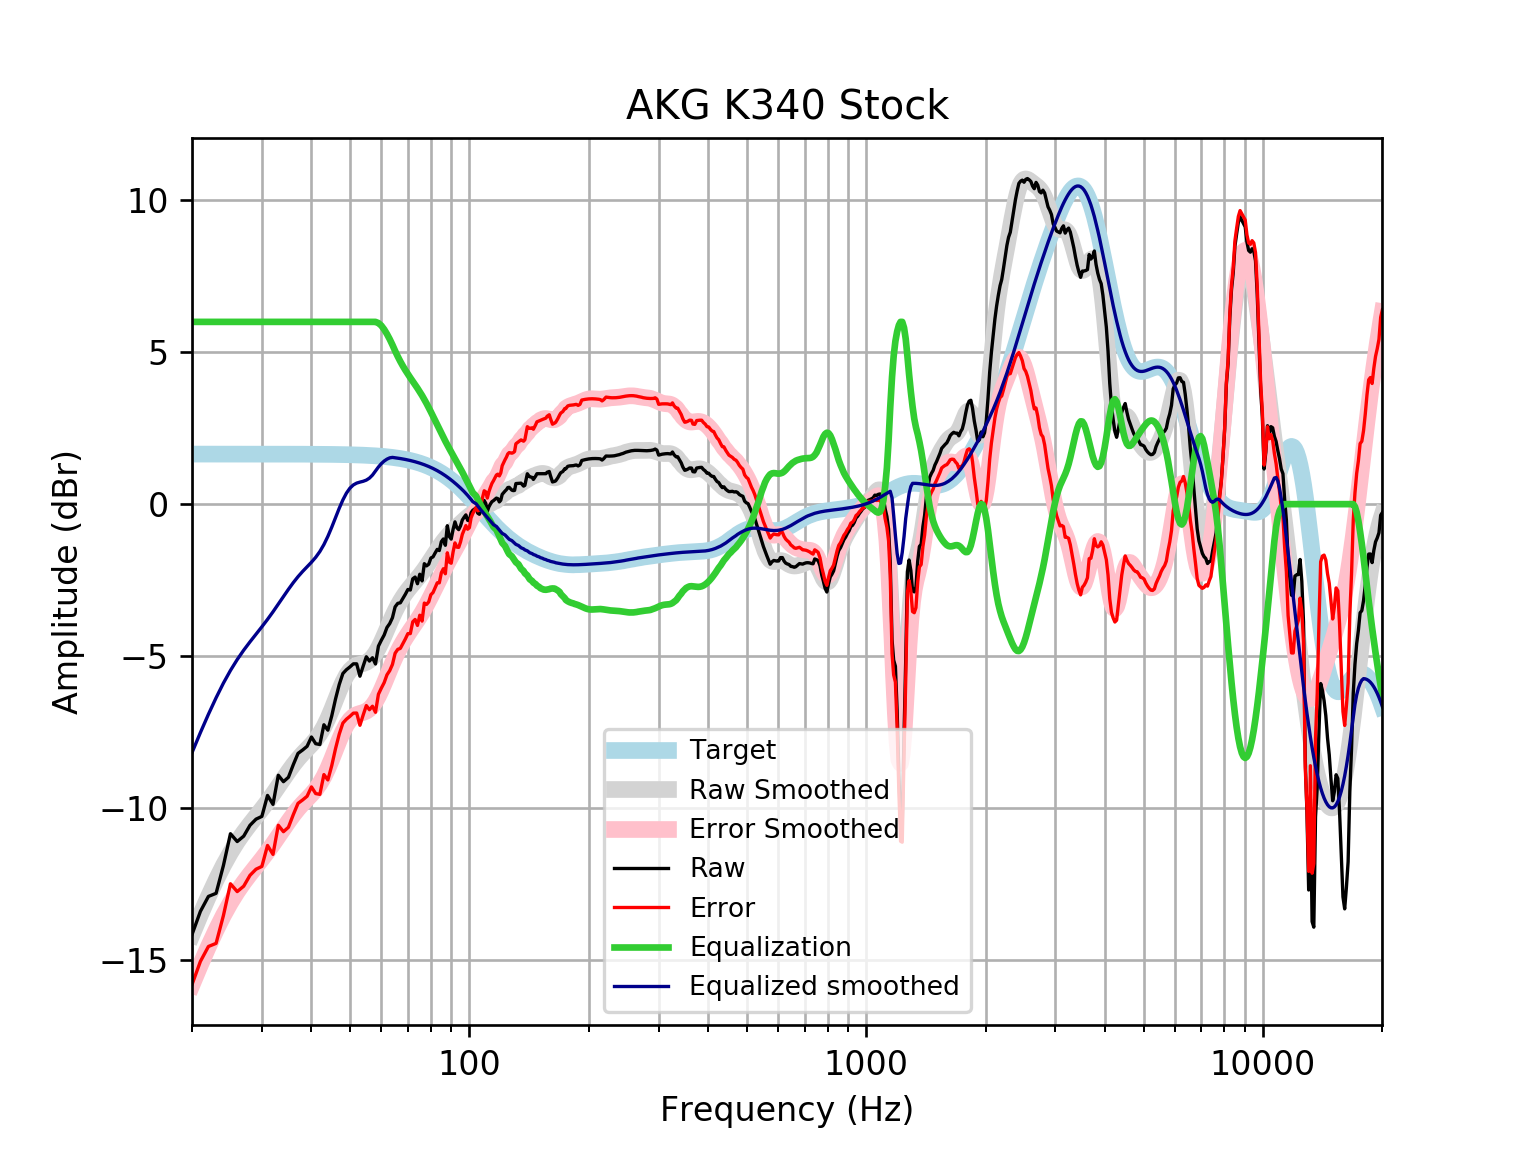 AKG K340 Stock
10
5
0
−5
−10
−15
Amplitude (dBr)
Target
Raw Smoothed
Error Smoothed
Raw
Error
Equalization
Equalized smoothed
100 1000 10000
Frequency (Hz)